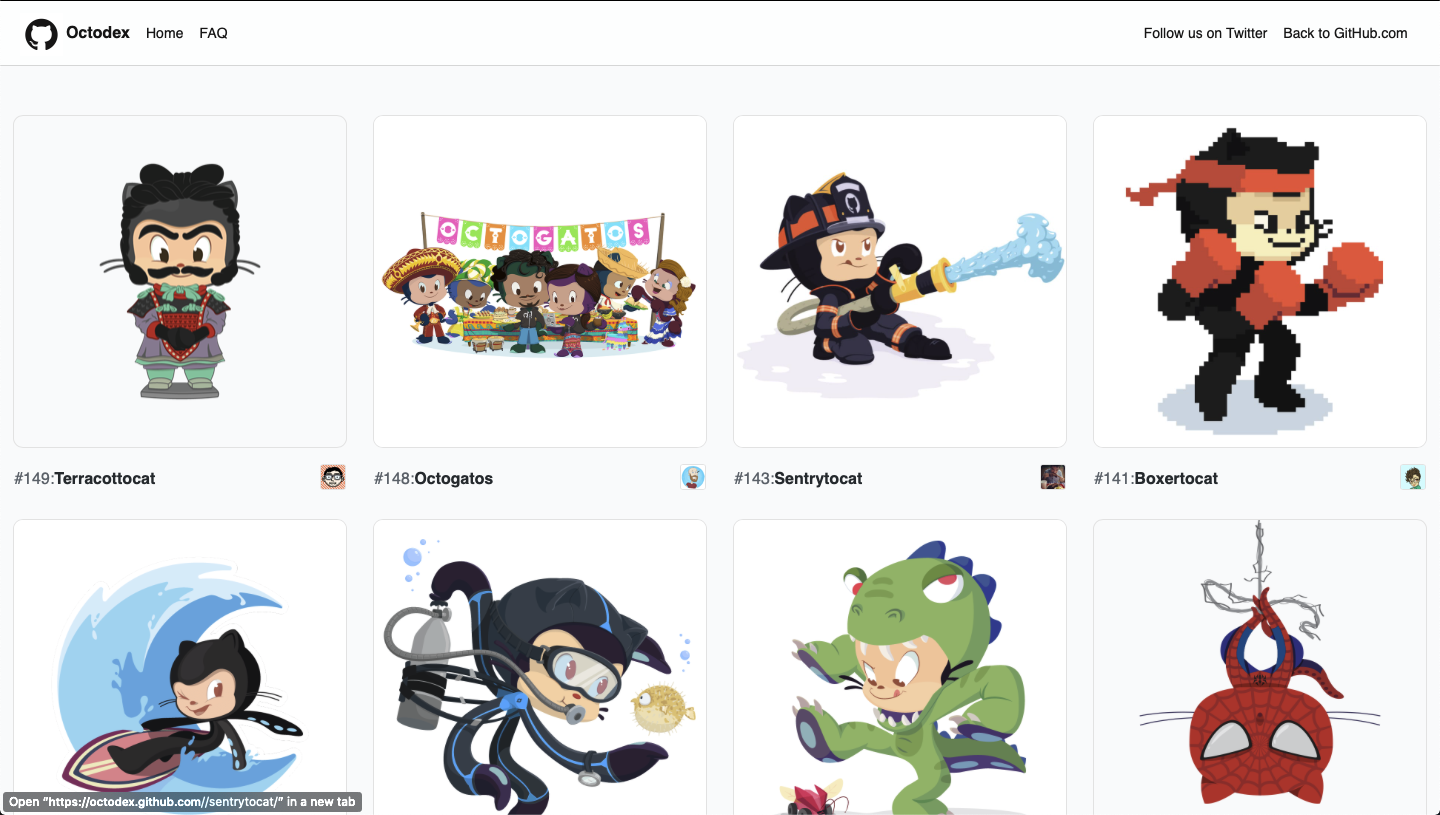 Octodex Home FAQ Follow us on Twitter Back to GitHub.com
OCTOGATOS
#149:Terracottocat
#148:Octogatos
#143:Sentrytocat
#141:Boxertocat
Open "https://octodex.github.com//sentrytocat/" in a new tab